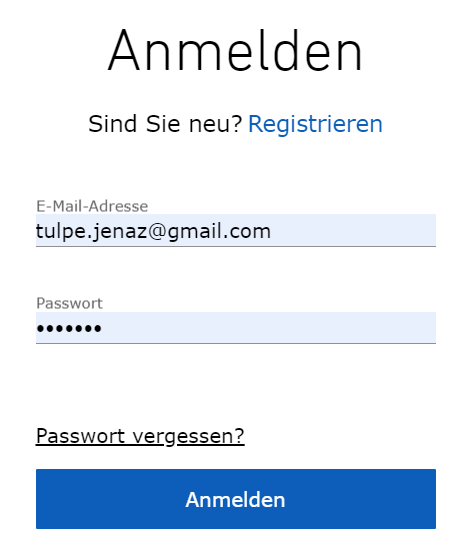 Anmelden
Sind Sie neu? Registrieren
E-Mail-Adresse
tulpe.jenaz@gmail.com
Passwort
•••••••
Passwort vergessen?
Anmelden